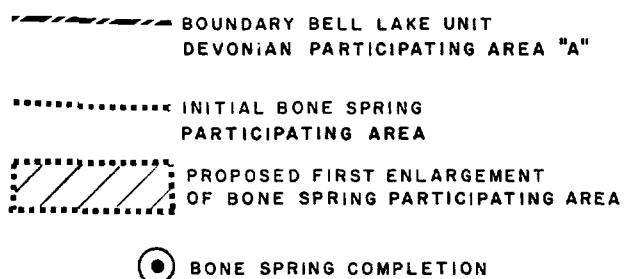 BOUNDARY BELL LAKE UNIT
DEVONiAN PARTICIPATING AREA "A"
INITIAL BONE SPRING
PARTICIPATING AREA
PROPOSED FIRST ENLARGEMENT
OF BONE SPRING PARTICIPATING AREA
BONE SPRING COMPLETION